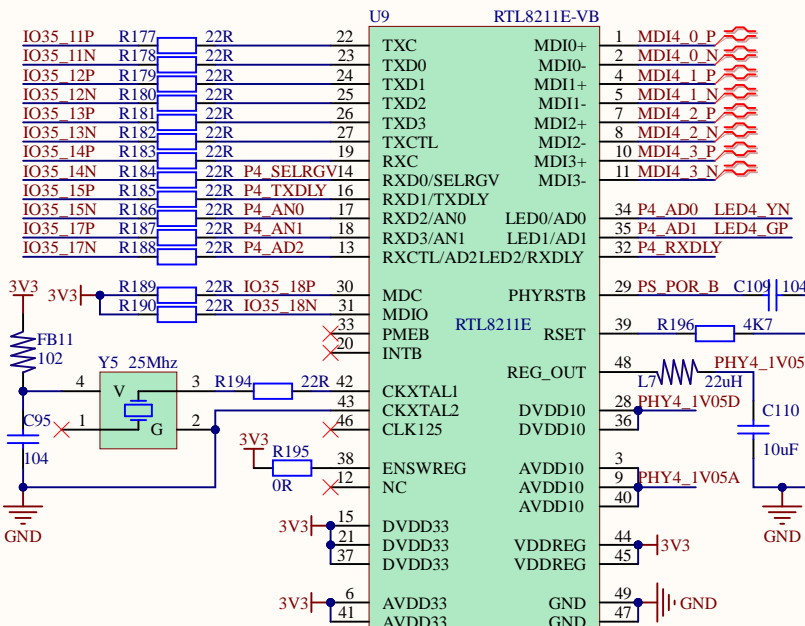 U9 RTL8211E-VB
IO35_11P R177 22R 22 TXC MDI0+ 1 MDI4_0_P
IO35_11N R178 22R 23 TXD0 MDI0- 2 MDI4_0_N
IO35_12P R179 22R 24 TXD1 MDI1+ 4 MDI4_1_P
IO35_12N R180 22R 25 TXD2 MDI1- 5 MDI4_1_N
IO35_13P R181 22R 26 TXD3 MDI2+ 7 MDI4_2_P
IO35_13N R182 22R 27 TXCTL MDI2- 8 MDI4_2_N
IO35_14P R183 22R 19 RXC MDI3+ 10 MDI4_3_P
IO35_14N R184 22R P4_SELRGV 14 RXD0/SELRGV MDI3- 11 MDI4_3_N
IO35_15P R185 22R P4_TXDLY 16 RXD1/TXDLY
IO35_15N R186 22R P4_AN0 17 RXD2/AN0 LED0/AD0 34 P4_AD0 LED4_YN
IO35_17P R187 22R P4_AN1 18 RXD3/AN1 LED1/AD1 35 P4_AD1 LED4_GP
IO35_17N R188 22R P4_AD2 13 RXCTL/AD2 LED2/RXDLY 32 P4_RXDLY
3V3 3V3 R189 22R IO35_18P 30 MDC PHYRSTB 29 PS_POR_B C109 104
R190 22R IO35_18N 31 MDIO
RTL8211E
FB11 102 33 PMEB RSET 39 R196 4K7
20 INTB
Y5 25Mhz REG_OUT 48 L7 22uH PHY4_1V05
4 V 3 R194 22R 42 CKXTAL1
43 CKXTAL2 DVDD10 28 PHY4_1V05D C110
C95 1 G 2 46 CLK125 DVDD10 36
104 10uF
3V3 R195 0R 38 ENSWREG AVDD10 3
12 NC AVDD10 9 PHY4_1V05A
AVDD10 40
GND GND
3V3 15 DVDD33
21 DVDD33 VDDREG 44 3V3
37 DVDD33 VDDREG 45
3V3 6 AVDD33 GND 49 GND
41 AVDD33 GND 47